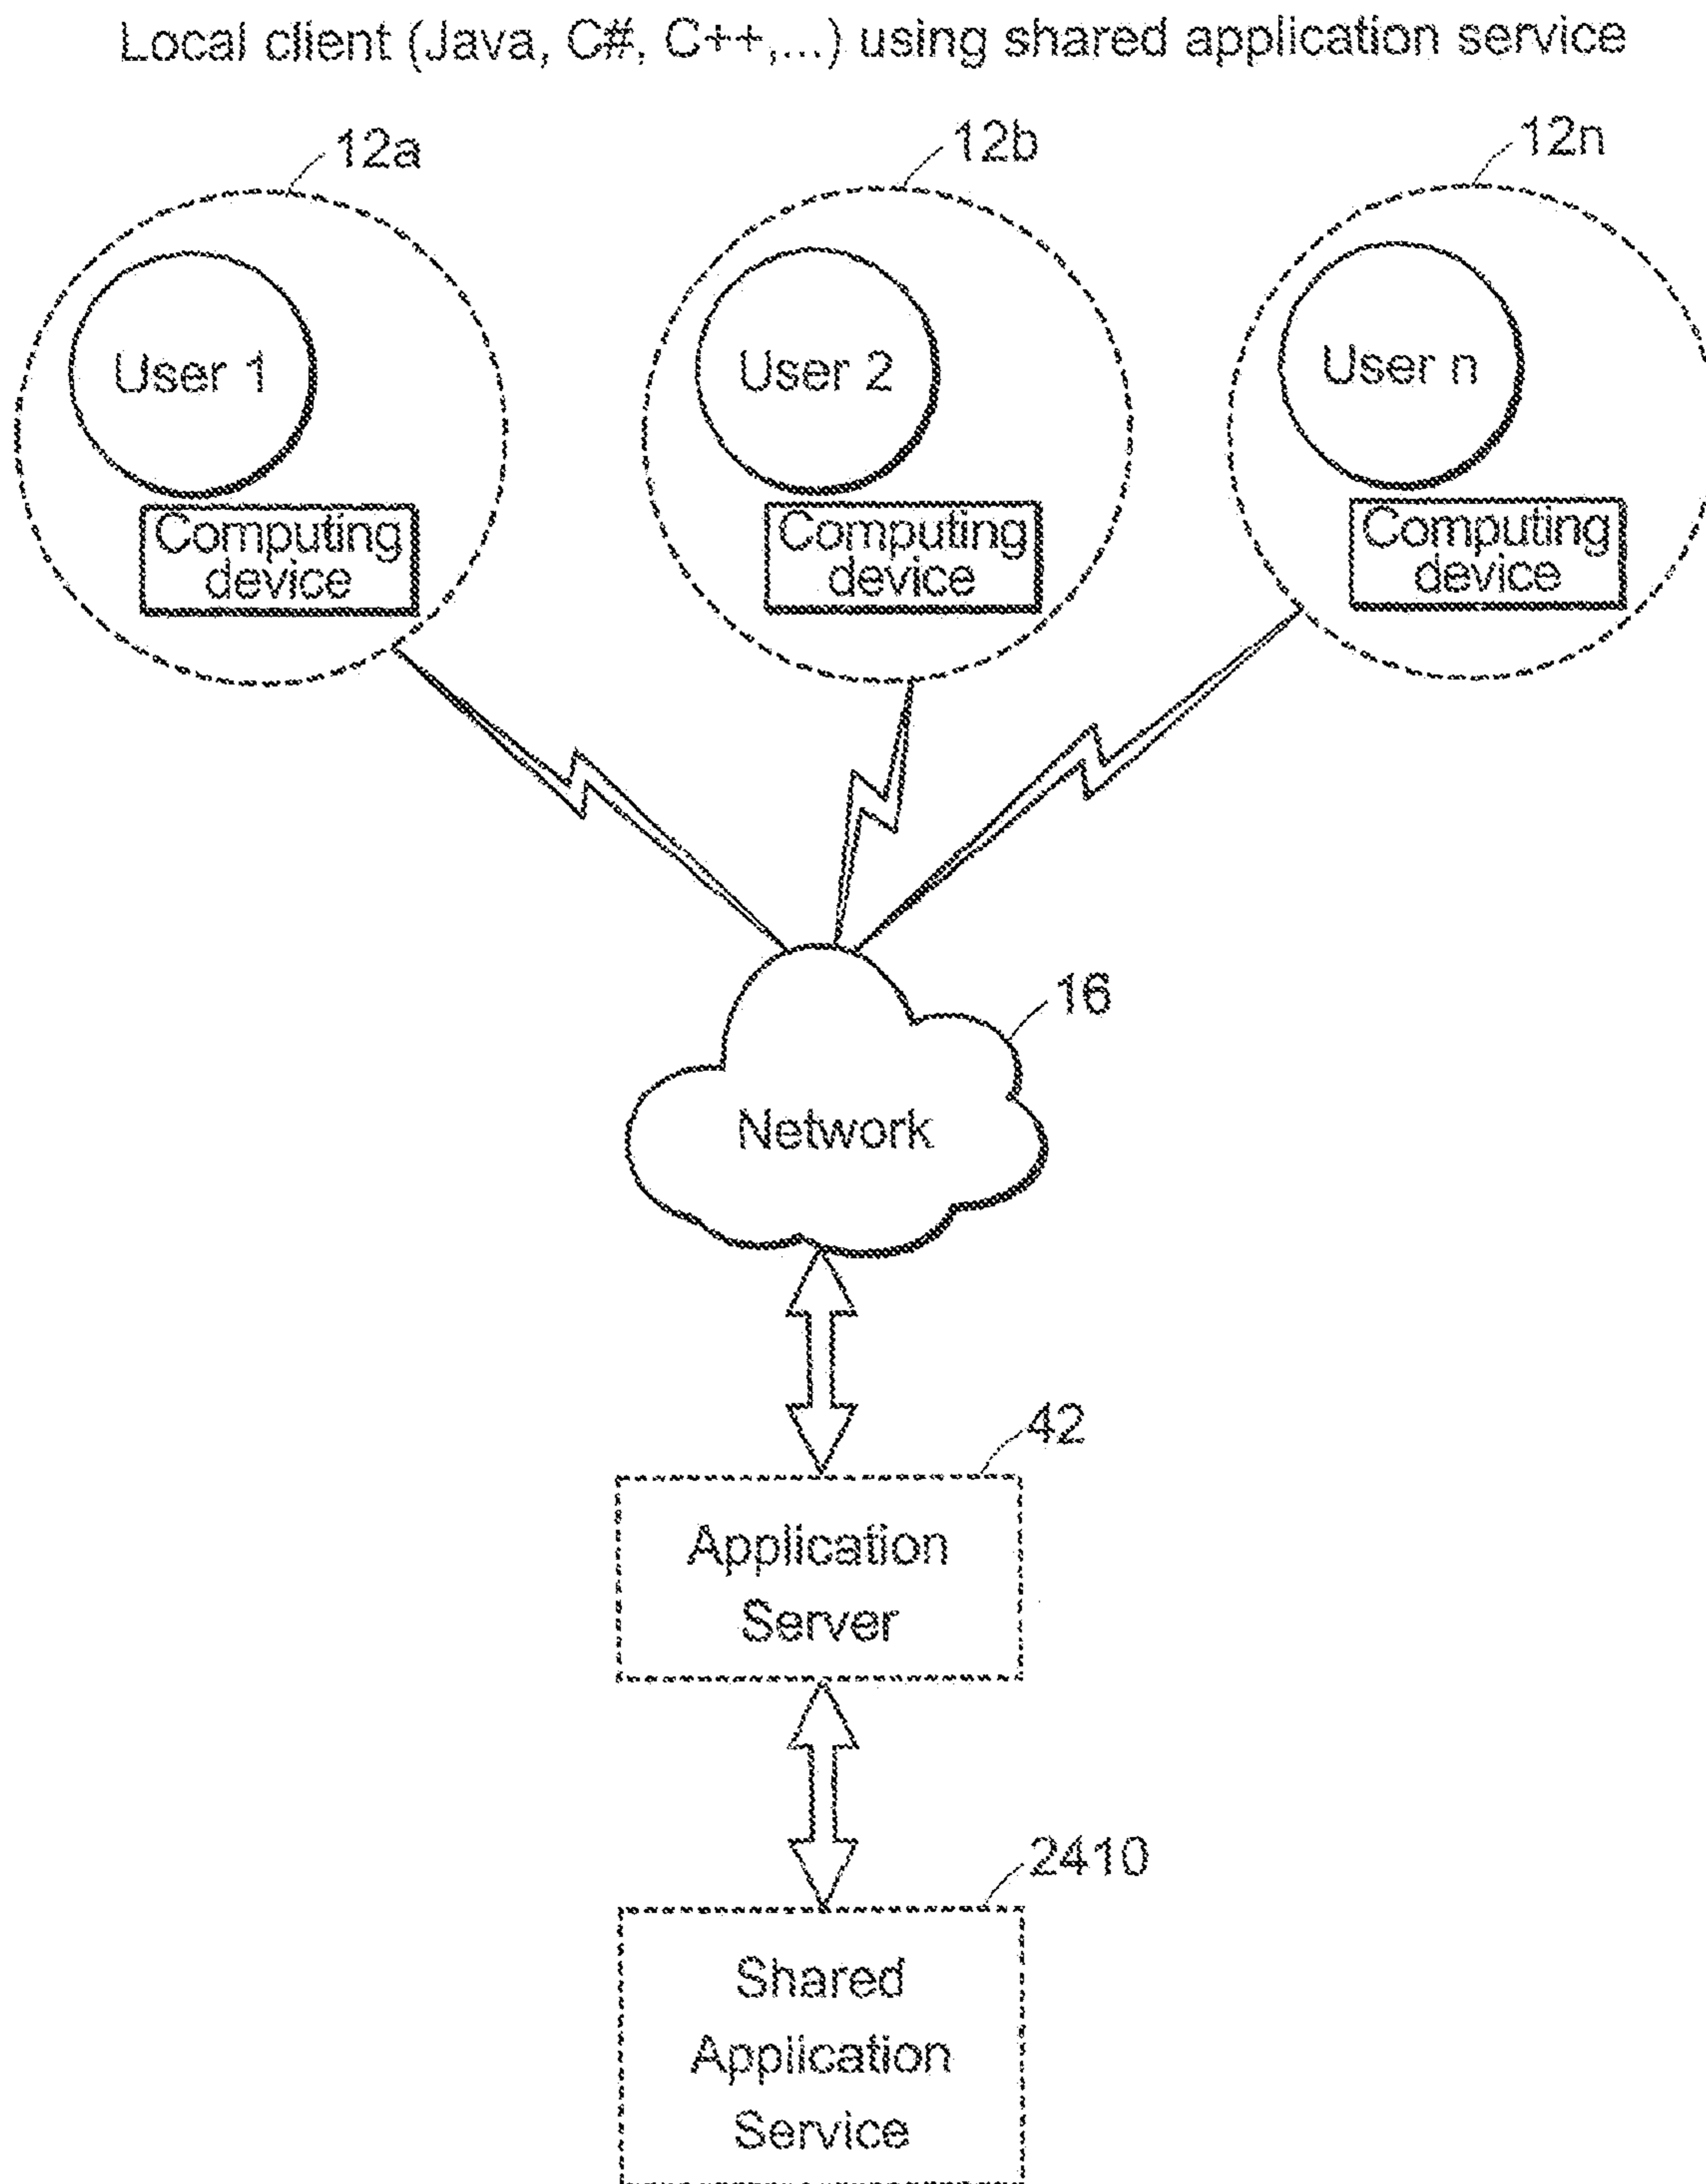 Local client (Java, C#, C++,...) using shared application service
12a
12b
12n
User 1
User 2
User n
Computing
device
Computing
device
Computing
device
16
Network
42
Application
Server
2410
Shared
Application
Service